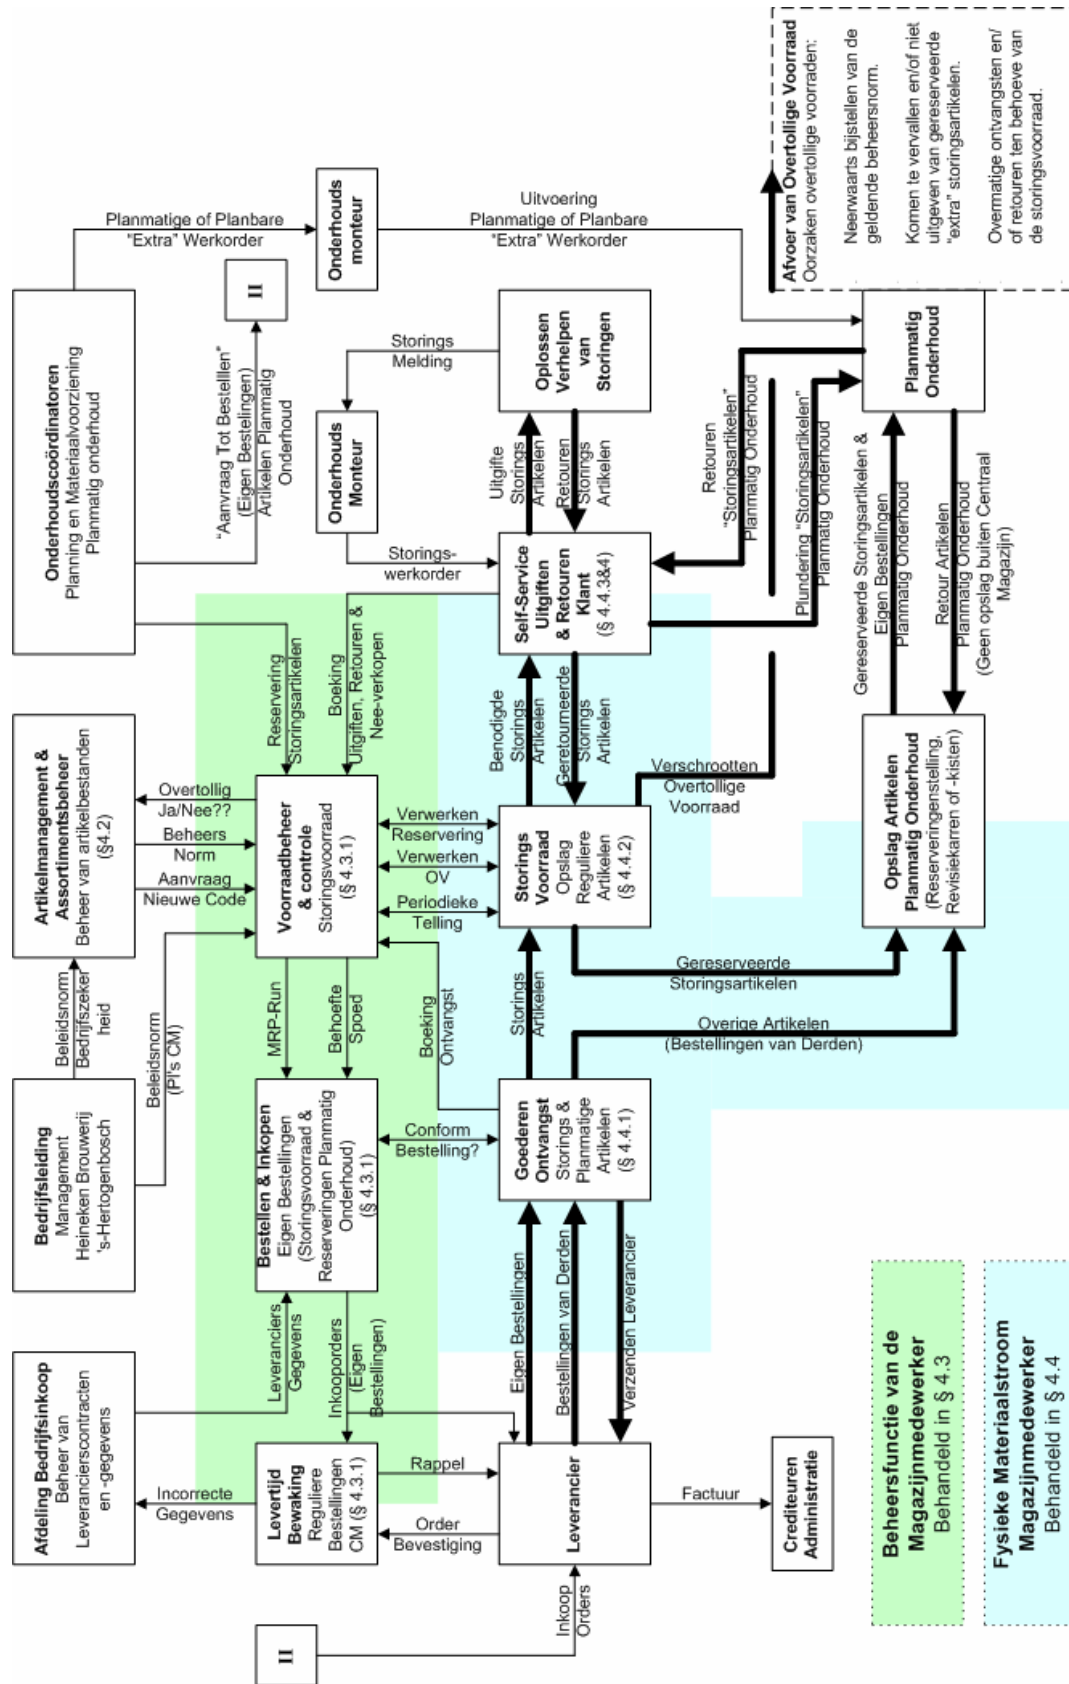 Afdeling Bedrijfsinkoop
Beheer van
Leverancierscontracten
en -gegevens
Bedrijfsleiding
Management
Heineken Brouwerij
's-Hertogenbosch
Artikelmanagement &
Assortimentsbeheer
Beheer van artikelbestanden
(§4.2)
Onderhoudscoördinatoren
Planning en Materiaalvoorziening
Planmatig onderhoud
Beleidsnorm
Bedrijfszeker
heid
Beleidsnorm
(PI's CM)
Overtollig
Ja/Nee??
Beheers
Norm
Aanvraag
Nieuwe Code
Reservering
Storingsartikelen
"Aanvraag Tot Bestelllen"
(Eigen Bestelingen)
Artikelen Planmatig
Onderhoud
II
Planmatige of Planbare
"Extra" Werkorder
Onderhouds
monteur
Uitvoering
Planmatige of Planbare
"Extra" Werkorder
Incorrecte
Gegevens
Leveranciers
Gegevens
II
Levertijd
Bewaking
Reguliere
Bestellingen
CM (§ 4.3.1)
Inkooporders
(Eigen
Bestellingen)
Bestellen & Inkopen
Eigen Bestellingen
(Storingsvoorraad &
Reserveringen Planmatig
Onderhoud)
(§ 4.3.1)
MRP-Run
Behoefte
Spoed
Voorraadbeheer
& controle
Storingsvoorraad
(§ 4.3.1)
Boeking
Uitgiften, Retouren &
Nee-verkopen
Onderhouds
Monteur
Storings
Melding
Storings-
werkorder
Order
Bevestiging
Rappel
Conform
Bestelling?
Boeking
Ontvangst
Periodieke
Telling
Verwerken
OV
Verwerken
Reservering
Inkoop
Orders
Leverancier
Eigen Bestellingen
Bestellingen van Derden
Verzenden Leverancier
Goederen
Ontvangst
Storings &
Planmatige
Artikelen
(§ 4.4.1)
Storings
Artikelen
Storings
Voorraad
Opslag
Reguliere
Artikelen
(§ 4.4.2)
Benodigde
Storings
Artikelen
Geretourneerde
Storings
Artikelen
Self-Service
Uitgiften
& Retouren
Klant
(§ 4.4.3&4)
Uitgifte
Storings
Artikelen
Retouren
Storings
Artikelen
Oplossen
Verhelpen
van
Storingen
Factuur
Crediteuren
Administratie
Gereserveerde
Storingsartikelen
Overige Artikelen
(Bestellingen van Derden)
Verschrootten
Overtollige
Voorraad
Retouren
"Storingsartikelen"
Planmatig Onderhoud
Plundering "Storingsartikelen"
Planmatig Onderhoud
Opslag Artikelen
Planmatig Onderhoud
(Reserveringenstelling,
Revisiekarren of -kisten)
Gereserveerde Storingsartikelen &
Eigen Bestellingen
Planmatig Onderhoud
Retour Artikelen
Planmatig Onderhoud
(Geen opslag buiten Centraal
Magazijn)
Planmatig
Onderhoud
Afvoer van Overtollige Voorraad
Oorzaken overtollige voorraden:
Neerwaarts bijstellen van de
geldende beheersnorm.
Komen te vervallen en/of niet
uitgeven van gereserveerde
"extra" storingsartikelen.
Overmatige ontvangsten en/
of retouren ten behoeve van
de storingsvoorraad.
Beheersfunctie van de
Magazijnmedewerker
Behandeld in § 4.3
Fysieke Materiaalstroom
Magazijnmedewerker
Behandeld in § 4.4